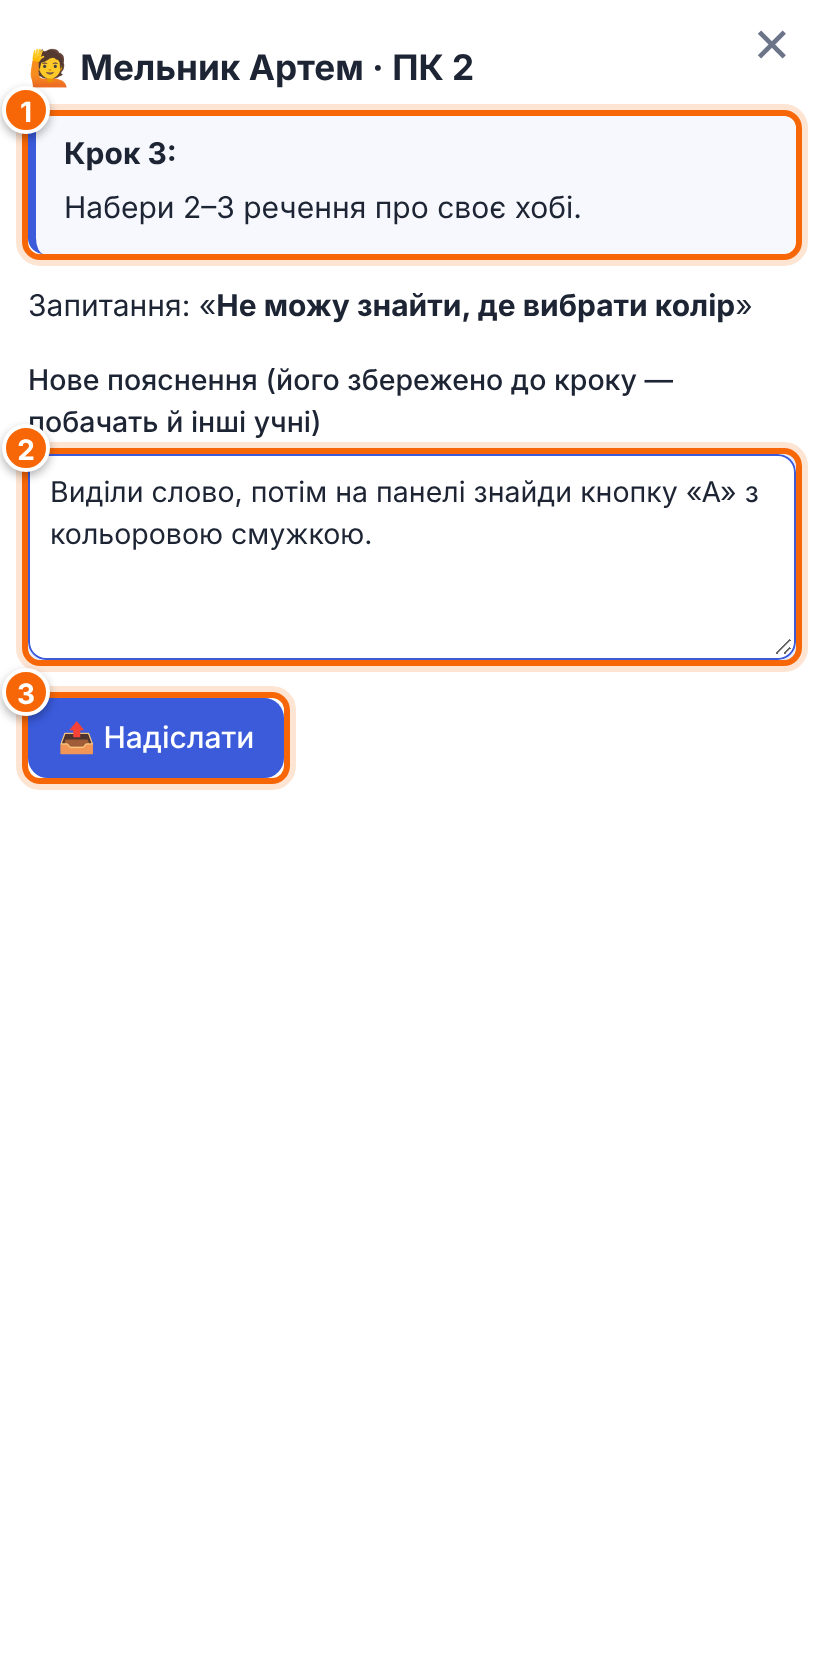 Мельник Артем · ПК 2
1
Крок 3:
Набери 2–3 речення про своє хобі.
Запитання: «Не можу знайти, де вибрати колір»
Нове пояснення (його збережено до кроку —
побачать й інші учні)
2
Виділи слово, потім на панелі знайди кнопку «А» з
кольоровою смужкою.
3
Надіслати